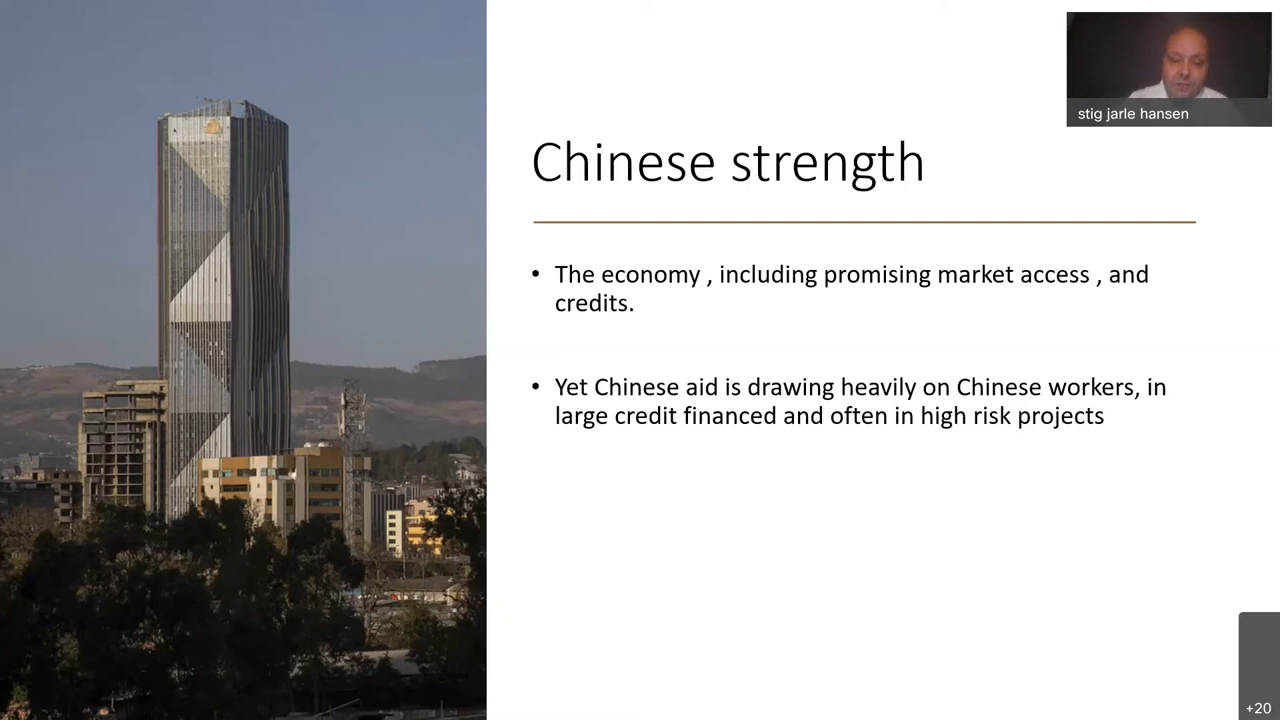 stig jarle hansen
Chinese strength
• The economy , including promising market access , and
credits.
• Yet Chinese aid is drawing heavily on Chinese workers, in
large credit financed and often in high risk projects
+20